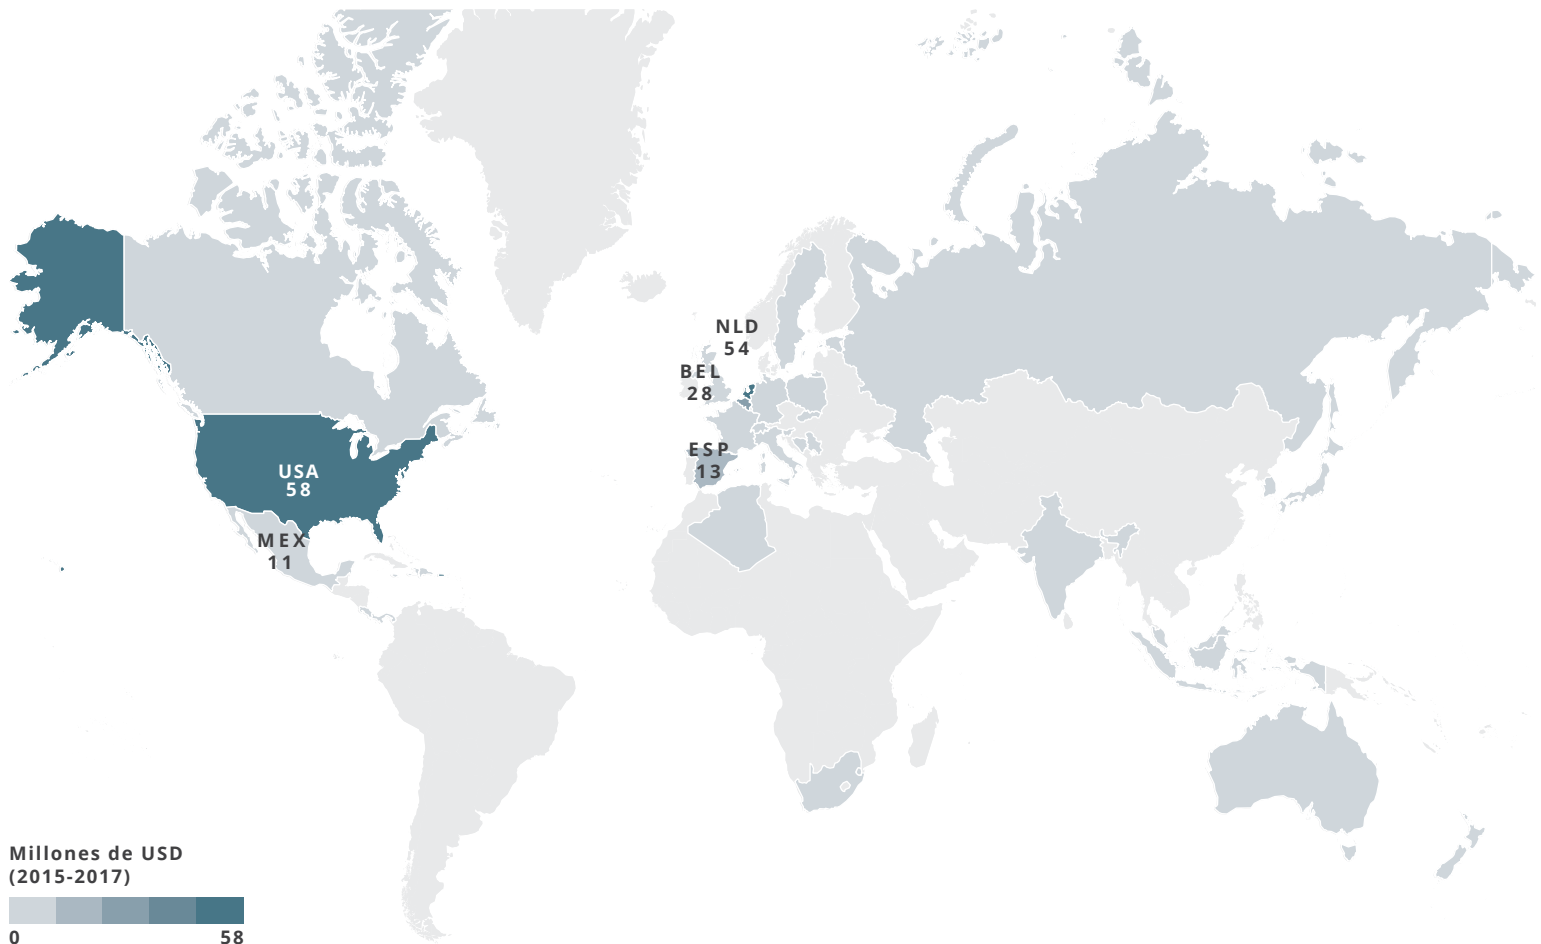 NLD
54
BEL
28
ESP
13
USA
58
MEX
11
Millones de USD
(2015-2017)
0 58